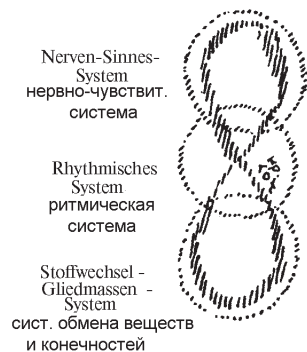 Nerven-Sinnes-
System
нервно-чувствит.
система
Rhythmisches
System
ритмическая
система
Stoffwechsel -
Gliedmassen -
System
сист. обмена веществ
и конечностей